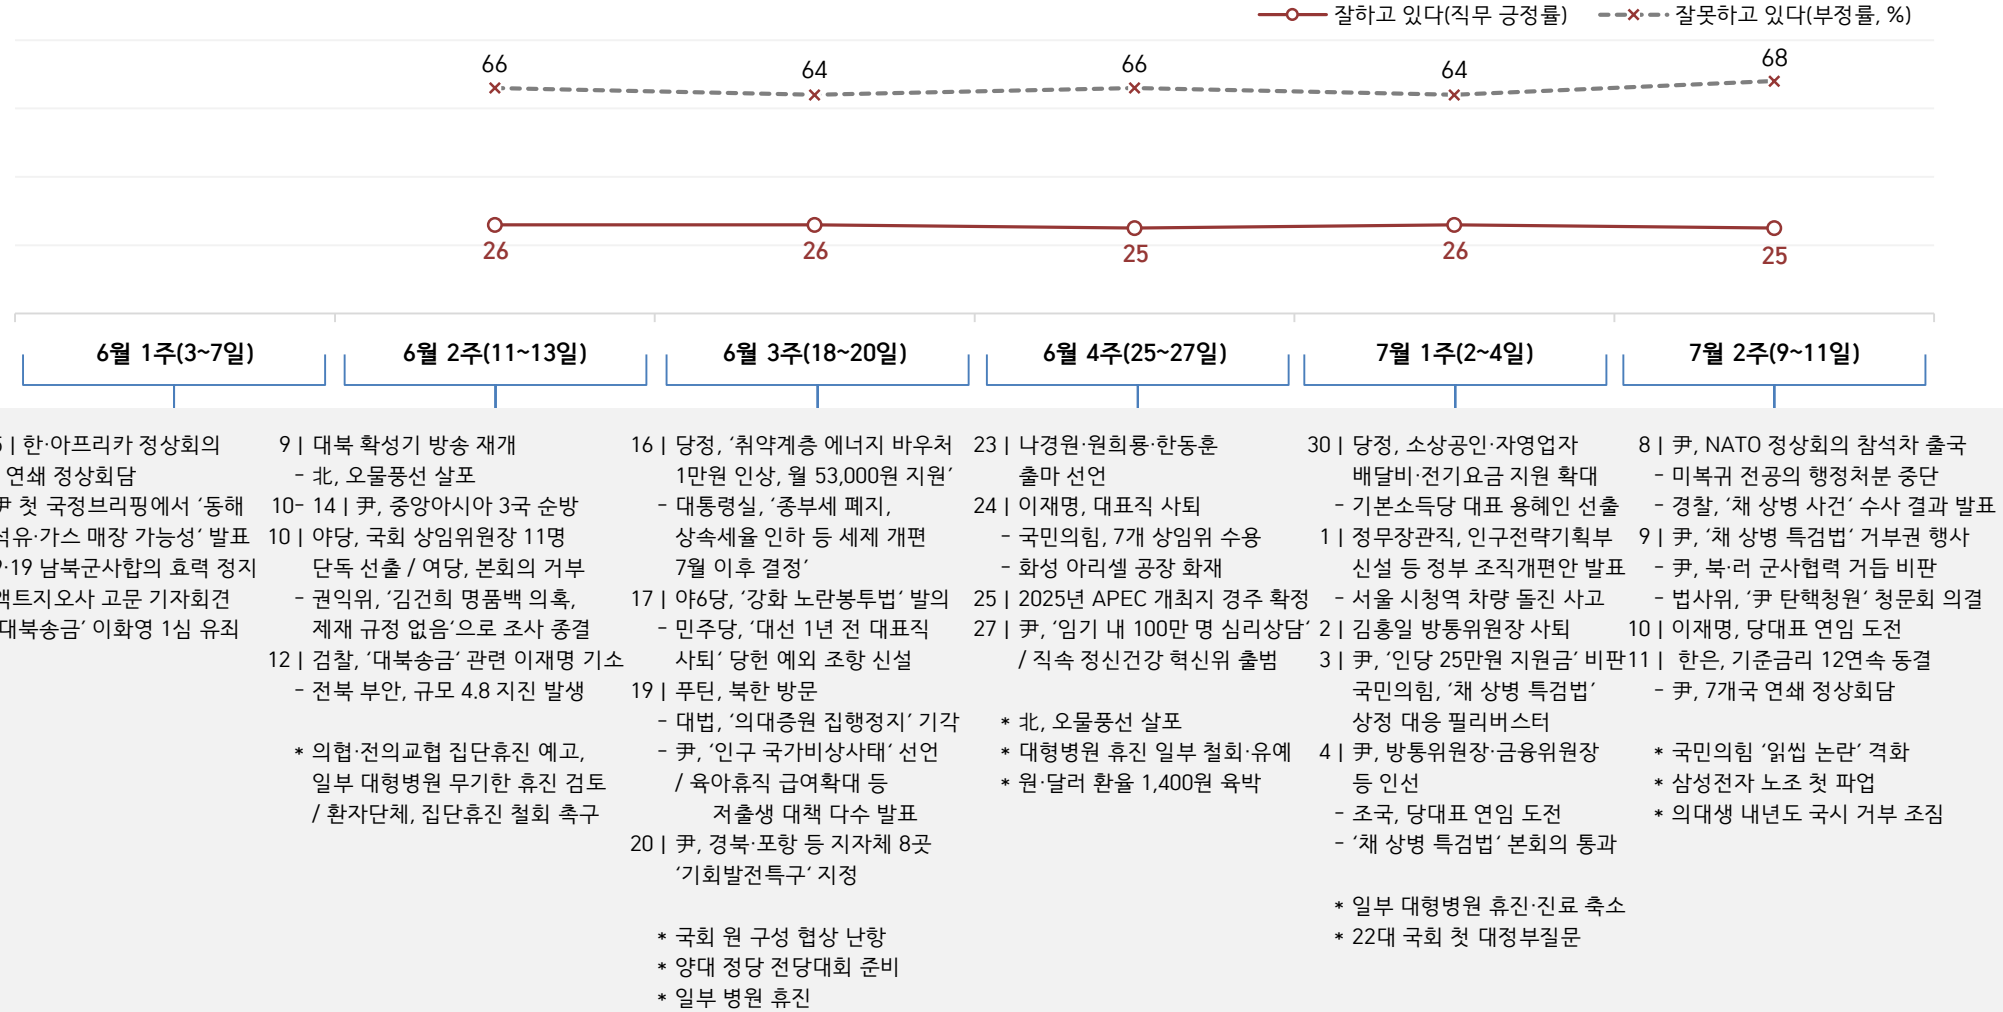 잘하고 있다(직무 긍정률)
잘못하고 있다(부정률, %)
66
64
66
64
68
26
26
25
26
25
6월 1주(3~7일)
6월 2주(11~13일)
6월 3주(18~20일)
6월 4주(25~27일)
7월 1주(2~4일)
7월 2주(9~11일)
| 한·아프리카 정상회의
연쇄 정상회담
첫 국정브리핑에서 ‘동해
석유·가스 매장 가능성‘ 발표
·19 남북군사합의 효력 정지
액트지오사 고문 기자회견
대북송금’ 이화영 1심 유죄
9 | 대북 확성기 방송 재개
- 北, 오물풍선 살포
10- 14 | 尹, 중앙아시아 3국 순방
10 | 야당, 국회 상임위원장 11명
단독 선출 / 여당, 본회의 거부
- 권익위, ‘김건희 명품백 의혹,
제재 규정 없음‘으로 조사 종결
12 | 검찰, ‘대북송금’ 관련 이재명 기소
- 전북 부안, 규모 4.8 지진 발생
* 의협·전의교협 집단휴진 예고,
일부 대형병원 무기한 휴진 검토
/ 환자단체, 집단휴진 철회 촉구
16 | 당정, ‘취약계층 에너지 바우처
1만원 인상, 월 53,000원 지원’
- 대통령실, ‘종부세 폐지,
상속세율 인하 등 세제 개편
7월 이후 결정’
17 | 야6당, ‘강화 노란봉투법‘ 발의
- 민주당, ‘대선 1년 전 대표직
사퇴‘ 당헌 예외 조항 신설
19 | 푸틴, 북한 방문
- 대법, ‘의대증원 집행정지’ 기각
- 尹, ‘인구 국가비상사태‘ 선언
/ 육아휴직 급여확대 등
저출생 대책 다수 발표
20 | 尹, 경북·포항 등 지자체 8곳
‘기회발전특구‘ 지정
* 국회 원 구성 협상 난항
* 양대 정당 전당대회 준비
* 일부 병원 휴진
23 | 나경원·원희룡·한동훈
출마 선언
24 | 이재명, 대표직 사퇴
- 국민의힘, 7개 상임위 수용
- 화성 아리셀 공장 화재
25 | 2025년 APEC 개최지 경주 확정
27 | 尹, ‘임기 내 100만 명 심리상담‘
/ 직속 정신건강 혁신위 출범
* 北, 오물풍선 살포
* 대형병원 휴진 일부 철회·유예
* 원·달러 환율 1,400원 육박
30 | 당정, 소상공인·자영업자
배달비·전기요금 지원 확대
- 기본소득당 대표 용혜인 선출
1 | 정무장관직, 인구전략기획부
신설 등 정부 조직개편안 발표
- 서울 시청역 차량 돌진 사고
2 | 김홍일 방통위원장 사퇴
3 | 尹, ‘인당 25만원 지원금’ 비판
국민의힘, ‘채 상병 특검법’
상정 대응 필리버스터
4 | 尹, 방통위원장·금융위원장
등 인선
- 조국, 당대표 연임 도전
- ‘채 상병 특검법’ 본회의 통과
* 일부 대형병원 휴진·진료 축소
* 22대 국회 첫 대정부질문
8 | 尹, NATO 정상회의 참석차 출국
- 미복귀 전공의 행정처분 중단
- 경찰, ‘채 상병 사건‘ 수사 결과 발표
9 | 尹, ‘채 상병 특검법‘ 거부권 행사
- 尹, 북·러 군사협력 거듭 비판
- 법사위, ‘尹 탄핵청원‘ 청문회 의결
10 | 이재명, 당대표 연임 도전
11 | 한은, 기준금리 12연속 동결
- 尹, 7개국 연쇄 정상회담
* 국민의힘 ‘읽씹 논란’ 격화
* 삼성전자 노조 첫 파업
* 의대생 내년도 국시 거부 조짐